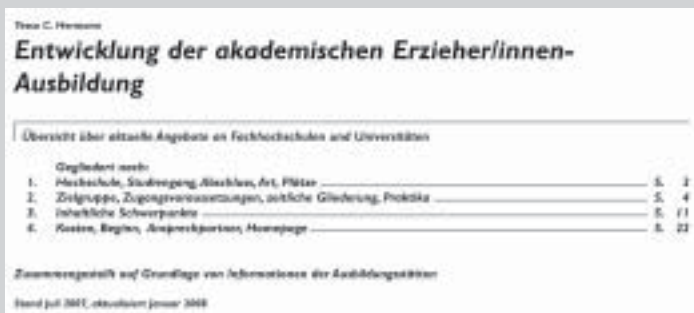 C. Hermann
Entwicklung der akademischen Erzieher/innen-
Ausbildung
Übersicht über aktuelle Angebote an Fachhochschulen und Universitäten
Gegliedert nach:
1. Hochschule, Studiengang, Abschluss, Art, Plätze S. 2
2. Zielgruppe, Zugangsvoraussetzungen, zeitliche Gliederung, Praktika S. 4
3. Inhaltliche Schwerpunkte S. 11
4. Kosten, Beginn, Ansprechpartner, Homepage S. 22
Zusammengestellt auf Grundlage von Informationen der Ausbildungsstätten
Stand Juli 2007, aktualisiert Januar 2008